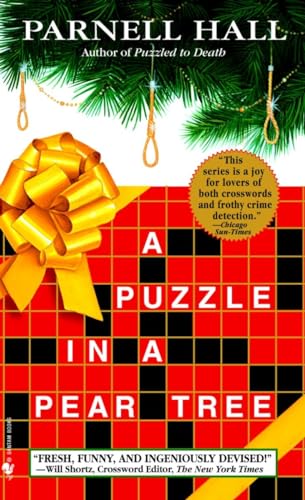 PARNELL HALL
Author of Puzzled to Death
"This
series is a joy
for lovers of
both crosswords
and frothy crime
detection."
—Chicago
Sun-Times
A
PUZZLE
IN A
PEAR TREE
BANTAM BOOKS
"FRESH, FUNNY, AND INGENIOUSLY DEVISED!"
—Will Shortz, Crossword Editor, The New York Times